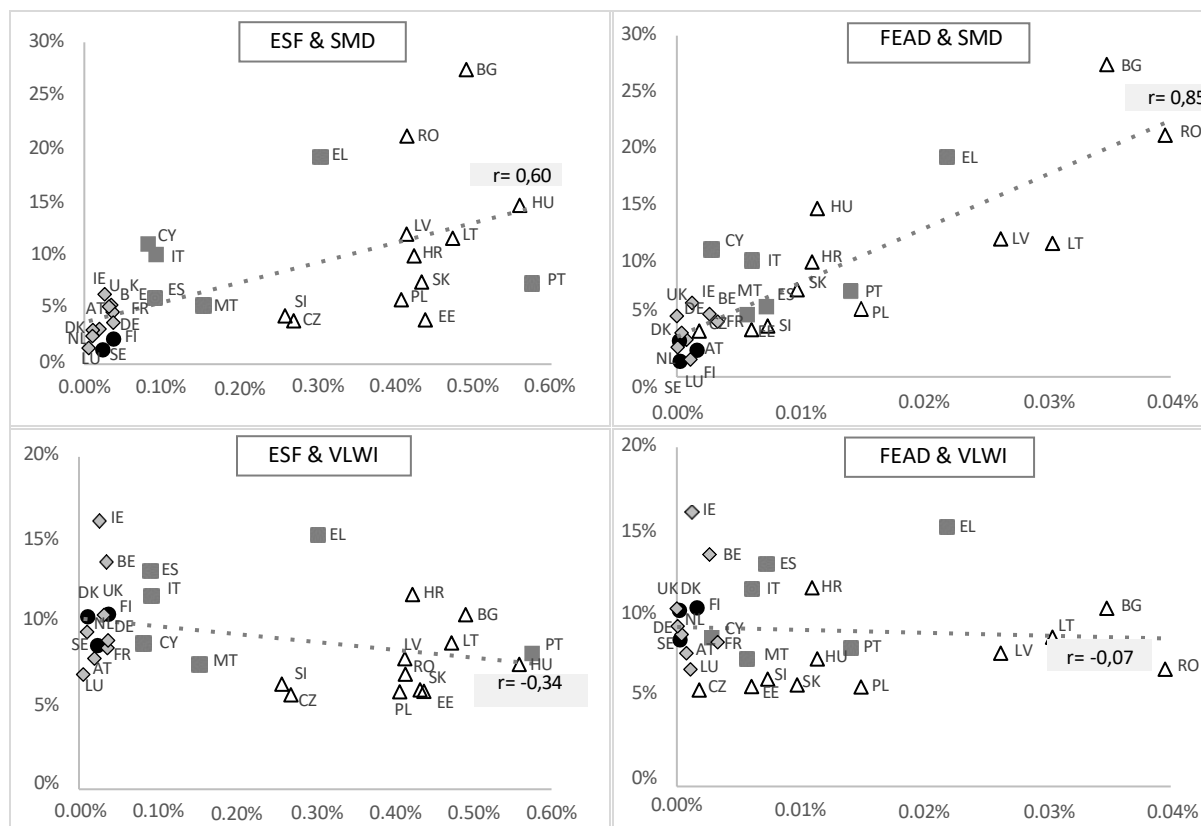 ESF & SMD
30%
25%
20%
15%
10%
5%
0%
BG
RO
EL
r= 0,60
HU
LV
LT
HR
CY
IT
SK
PT
IE
U K
B E
ES
PL
AT
FR
MT
SI
CZ
EE
DK
DE
NL
FI
LU
SE
0.00% 0.10% 0.20% 0.30% 0.40% 0.50% 0.60%
FEAD & SMD
30%
25%
20%
15%
10%
5%
0%
BG
r= 0,85
RO
EL
HU
CY
LV
LT
IT
HR
SK
MT
ES
PT
UK
IE
BE
DE
FR
SI
PL
DK
EE
NL
AT
SE
LU
FI
0.00% 0.01% 0.02% 0.03% 0.04%
ESF & VLWI
20%
15%
10%
5%
0%
IE
EL
BE
ES
DK UK
IT
HR
FI
BG
NL
DE
SE
CY
LV
LT
PT
FR
AT
MT
RO
HU
LU
SI
SK
r= -0,34
CZ
PL
EE
0.00% 0.10% 0.20% 0.30% 0.40% 0.50% 0.60%
FEAD & VLWI
20%
15%
10%
5%
0%
IE
EL
BE
ES
UK DK
FI
IT
HR
BG
NL
DE
CY
LT
SE
FR
AT
PT
LV
r= -0,07
LU
MT
HU
RO
CZ
SI
EE
SK
PL
0.00% 0.01% 0.02% 0.03% 0.04%